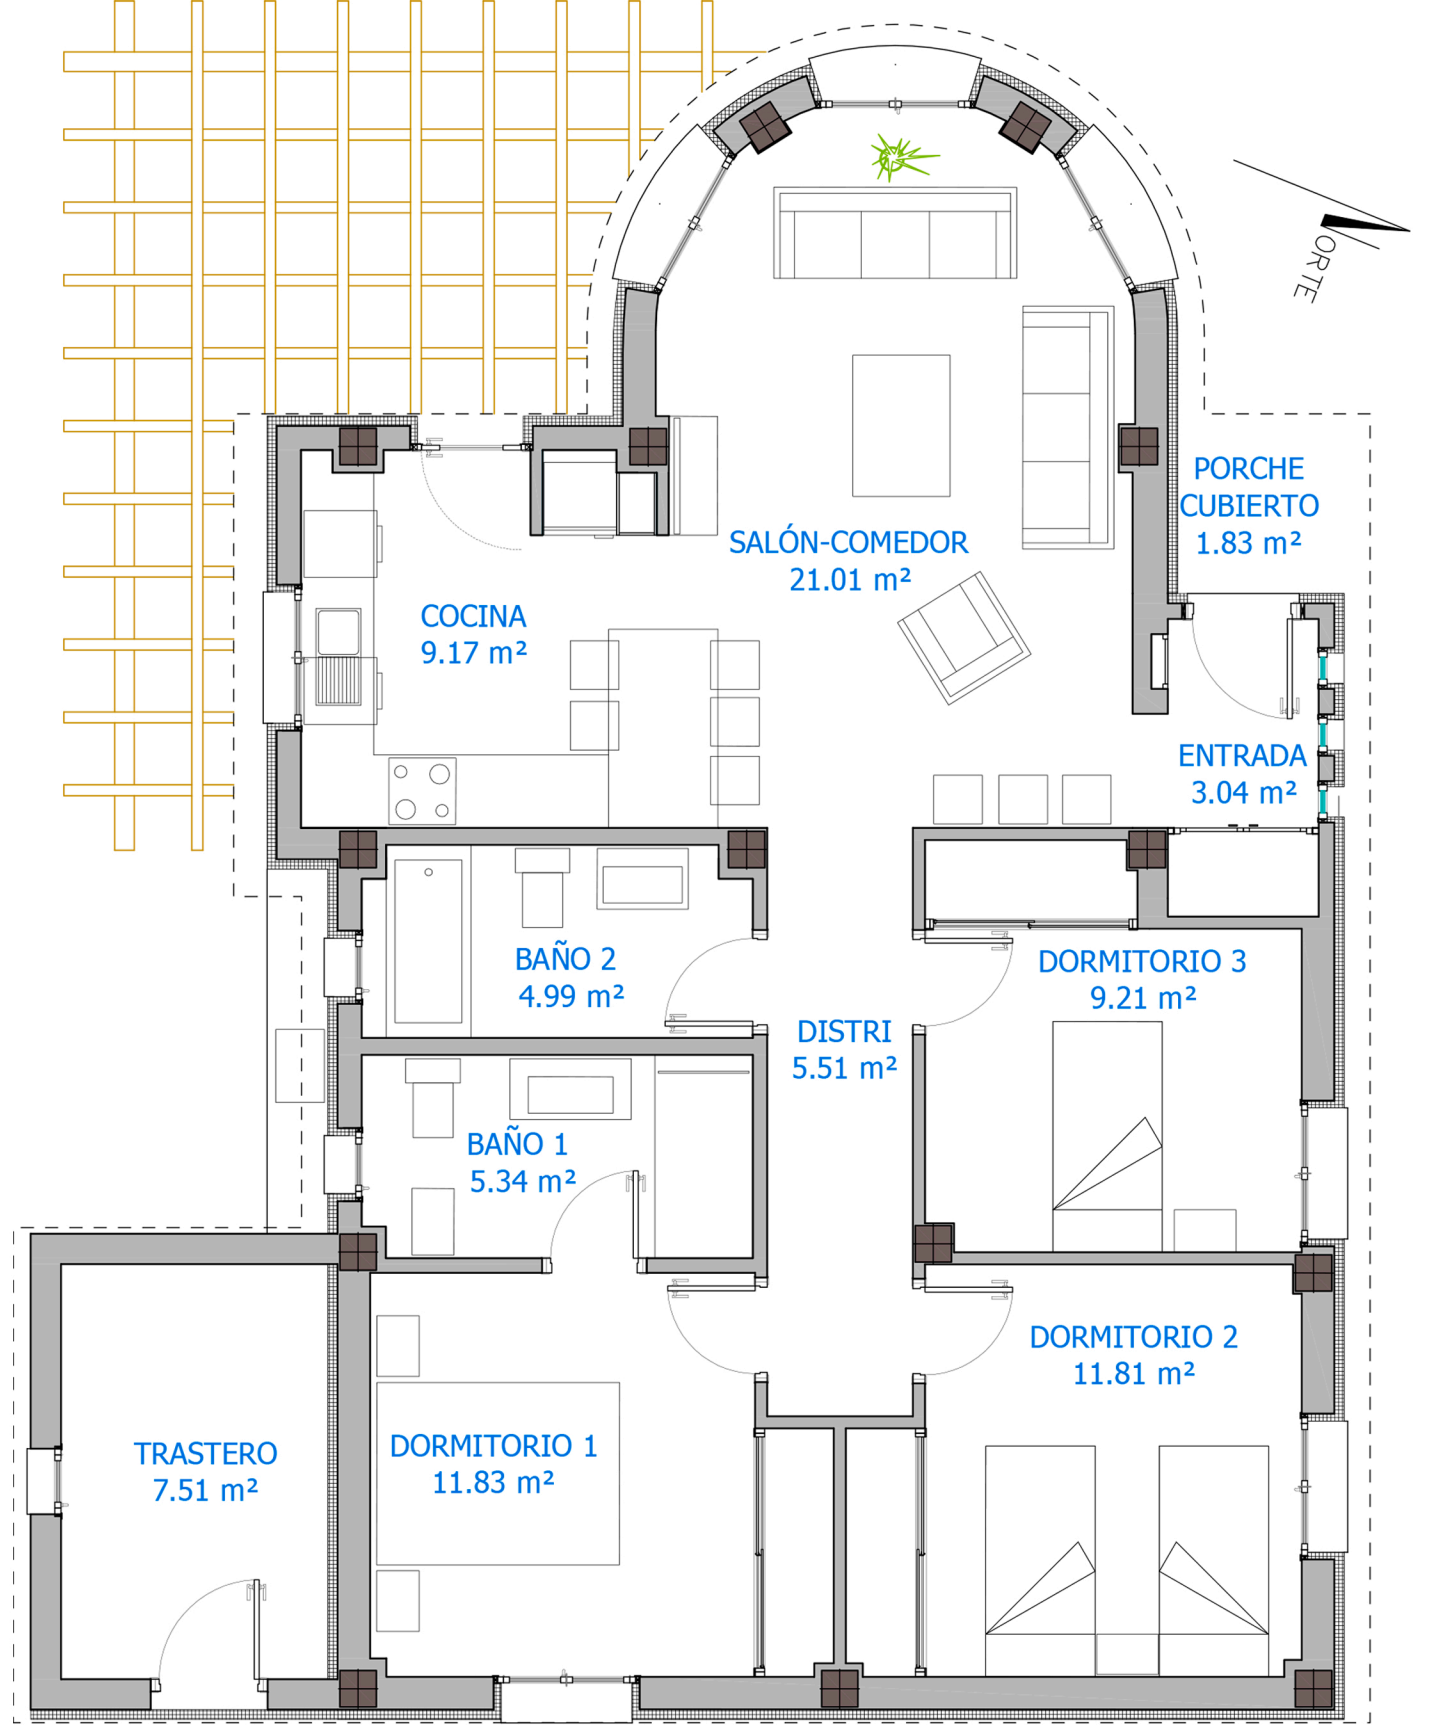 NORTE
PORCHE
CUBIERTO
1.83 m²
SALÓN-COMEDOR
21.01 m²
COCINA
9.17 m²
ENTRADA
3.04 m²
BAÑO 2
4.99 m²
DORMITORIO 3
9.21 m²
DISTRI
5.51 m²
BAÑO 1
5.34 m²
DORMITORIO 2
11.81 m²
DORMITORIO 1
11.83 m²
TRASTERO
7.51 m²